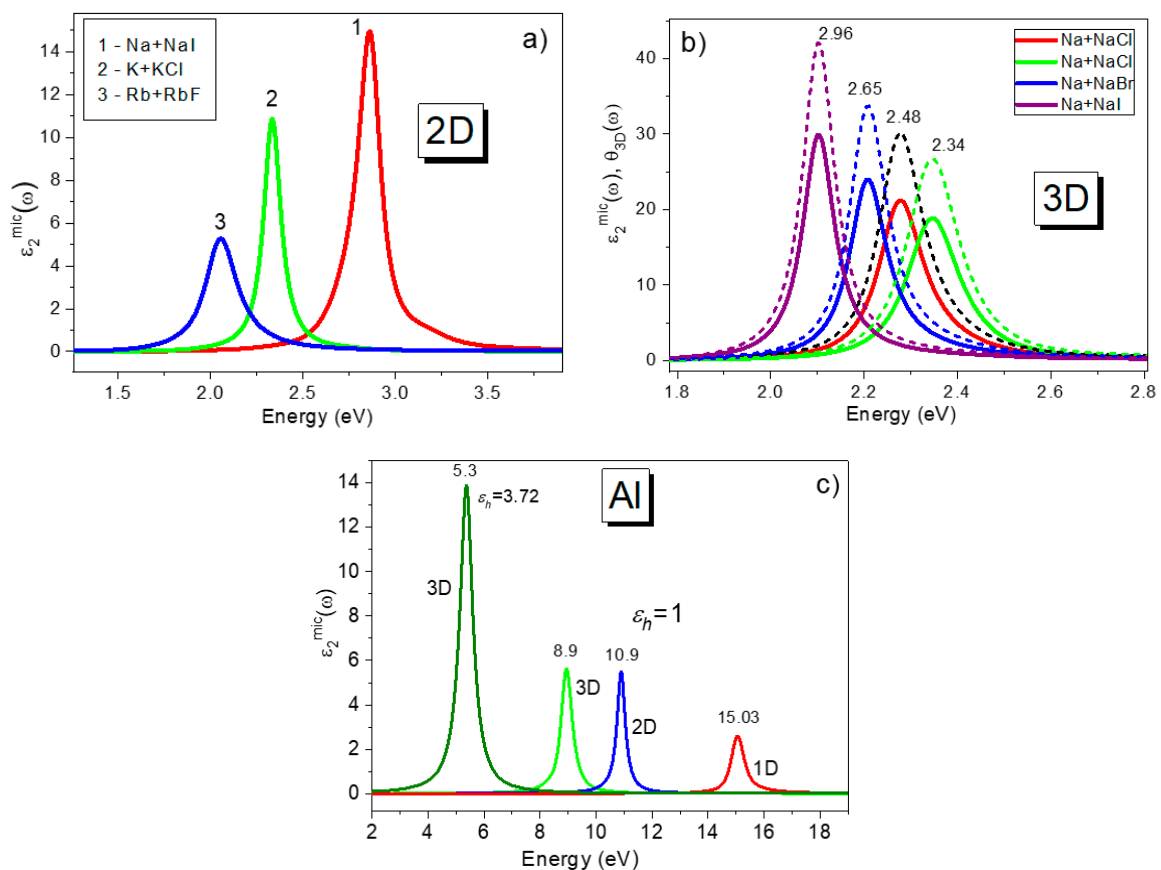 a)
1 - Na+NaI
2 - K+KCl
3 - Rb+RbF
1
2
3
2D
ε₂ᵐⁱᶜ(ω)
14
12
10
8
6
4
2
0
1.5 2.0 2.5 3.0 3.5
Energy (eV)
b)
Na+NaCl
Na+NaCl
Na+NaBr
Na+NaI
2.96
2.65
2.48
2.34
3D
ε₂ᵐⁱᶜ(ω), θ₃D(ω)
40
30
20
10
0
1.8 2.0 2.2 2.4 2.6 2.8
Energy (eV)
c)
Al
5.3
εₕ=3.72
3D
εₕ=1
8.9
3D
10.9
2D
15.03
1D
ε₂ᵐⁱᶜ(ω)
14
12
10
8
6
4
2
0
2 4 6 8 10 12 14 16 18
Energy (eV)